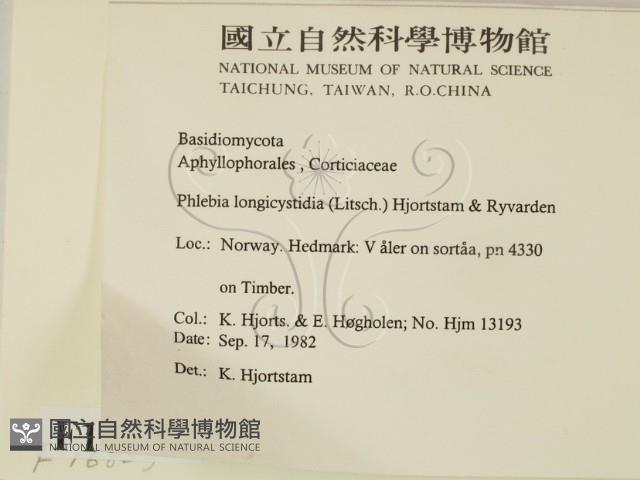 國立自然科學博物館
NATIONAL MUSEUM OF NATURAL SCIENCE
TAICHUNG, TAIWAN, R.O.CHINA
Basidiomycota
Aphyllophorales , Corticiaceae
Phlebia longicystidia (Litsch.) Hjortstam & Ryvarden
Loc.: Norway. Hedmark: V åler on sortåa, pn 4330
on Timber.
Col.: K. Hjorts. & E. Høgholen; No. Hjm 13193
Date: Sep. 17, 1982
Det.: K. Hjortstam
國立自然科學博物館
NATIONAL MUSEUM OF NATURAL SCIENCE